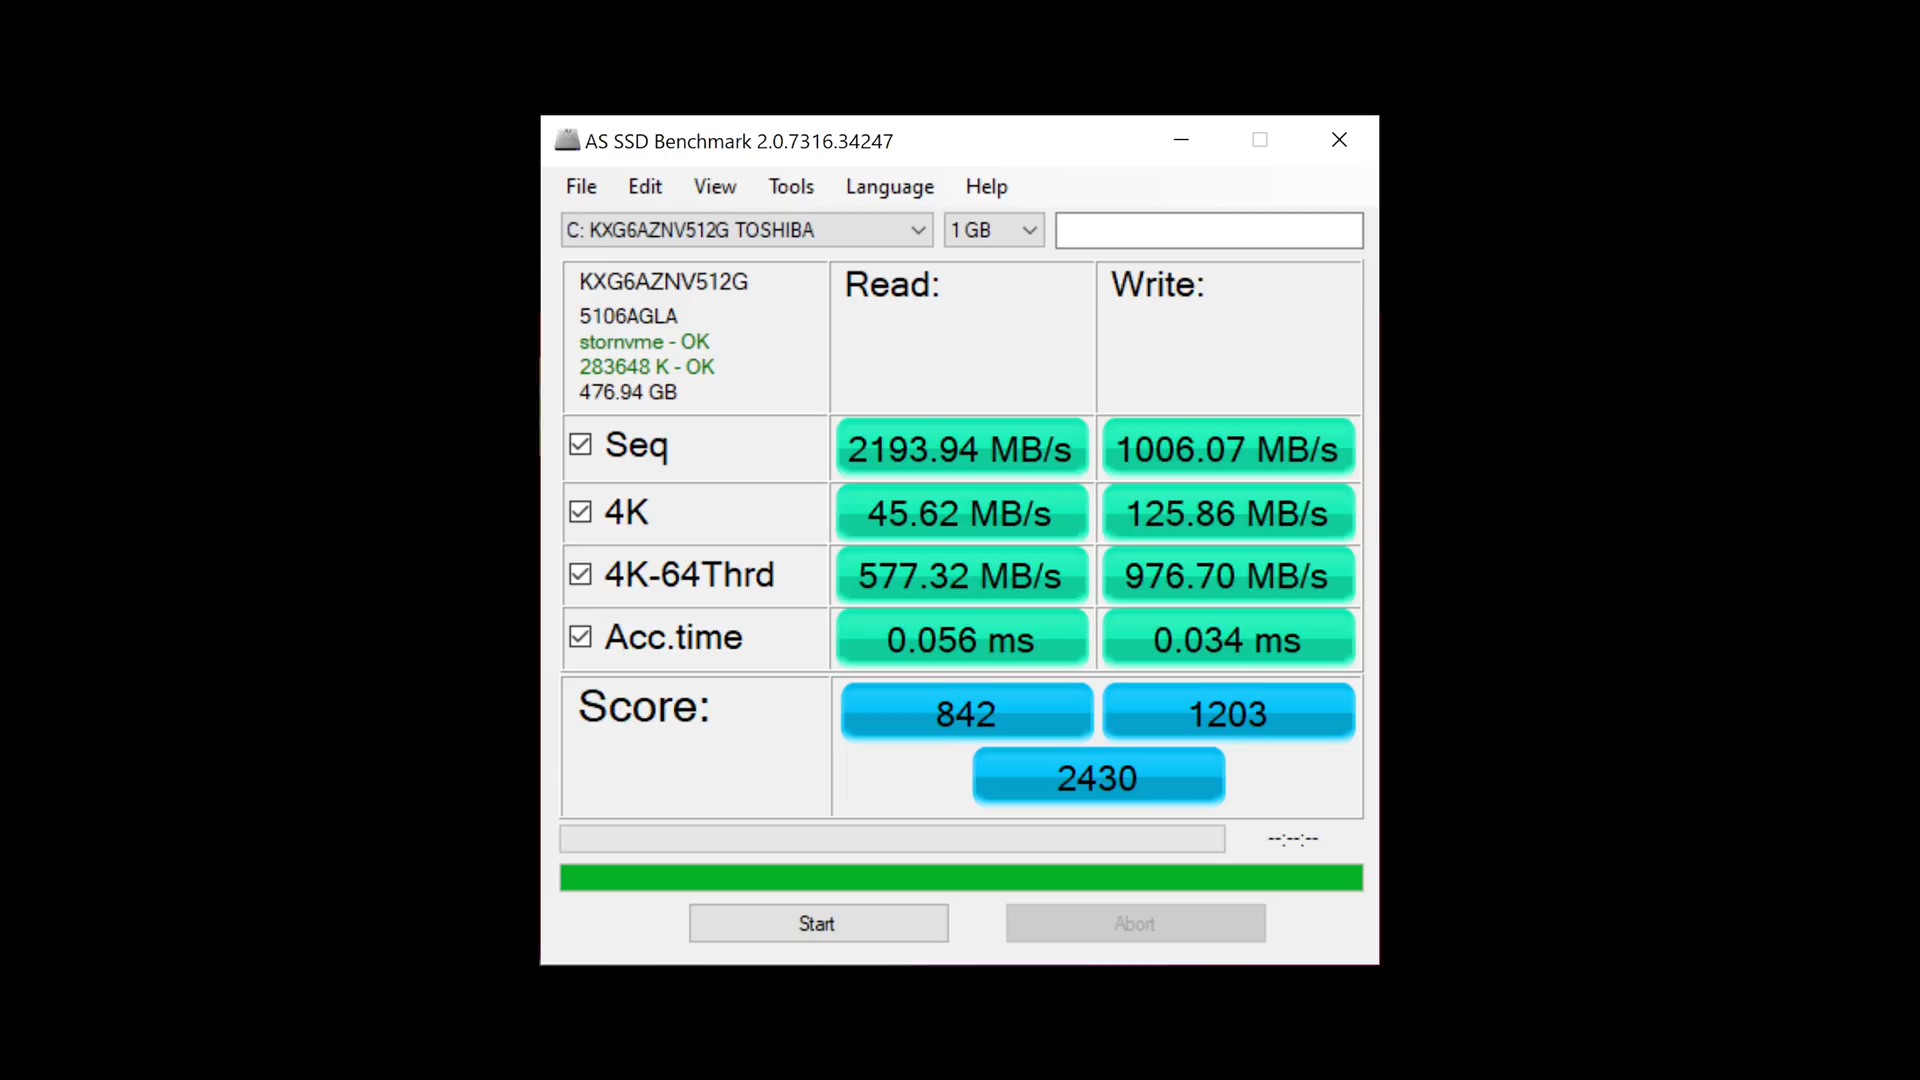 AS SSD Benchmark 2.0.7316.34247
File Edit View Tools Language Help
C: KXG6AZNV512G TOSHIBA 1 GB
KXG6AZNV512G
5106AGLA
stornvme - OK
283648 K - OK
476.94 GB
Read: Write:
Seq 2193.94 MB/s 1006.07 MB/s
4K 45.62 MB/s 125.86 MB/s
4K-64Thrd 577.32 MB/s 976.70 MB/s
Acc.time 0.056 ms 0.034 ms
Score: 842 1203
2430
--:--:--
Start Abort